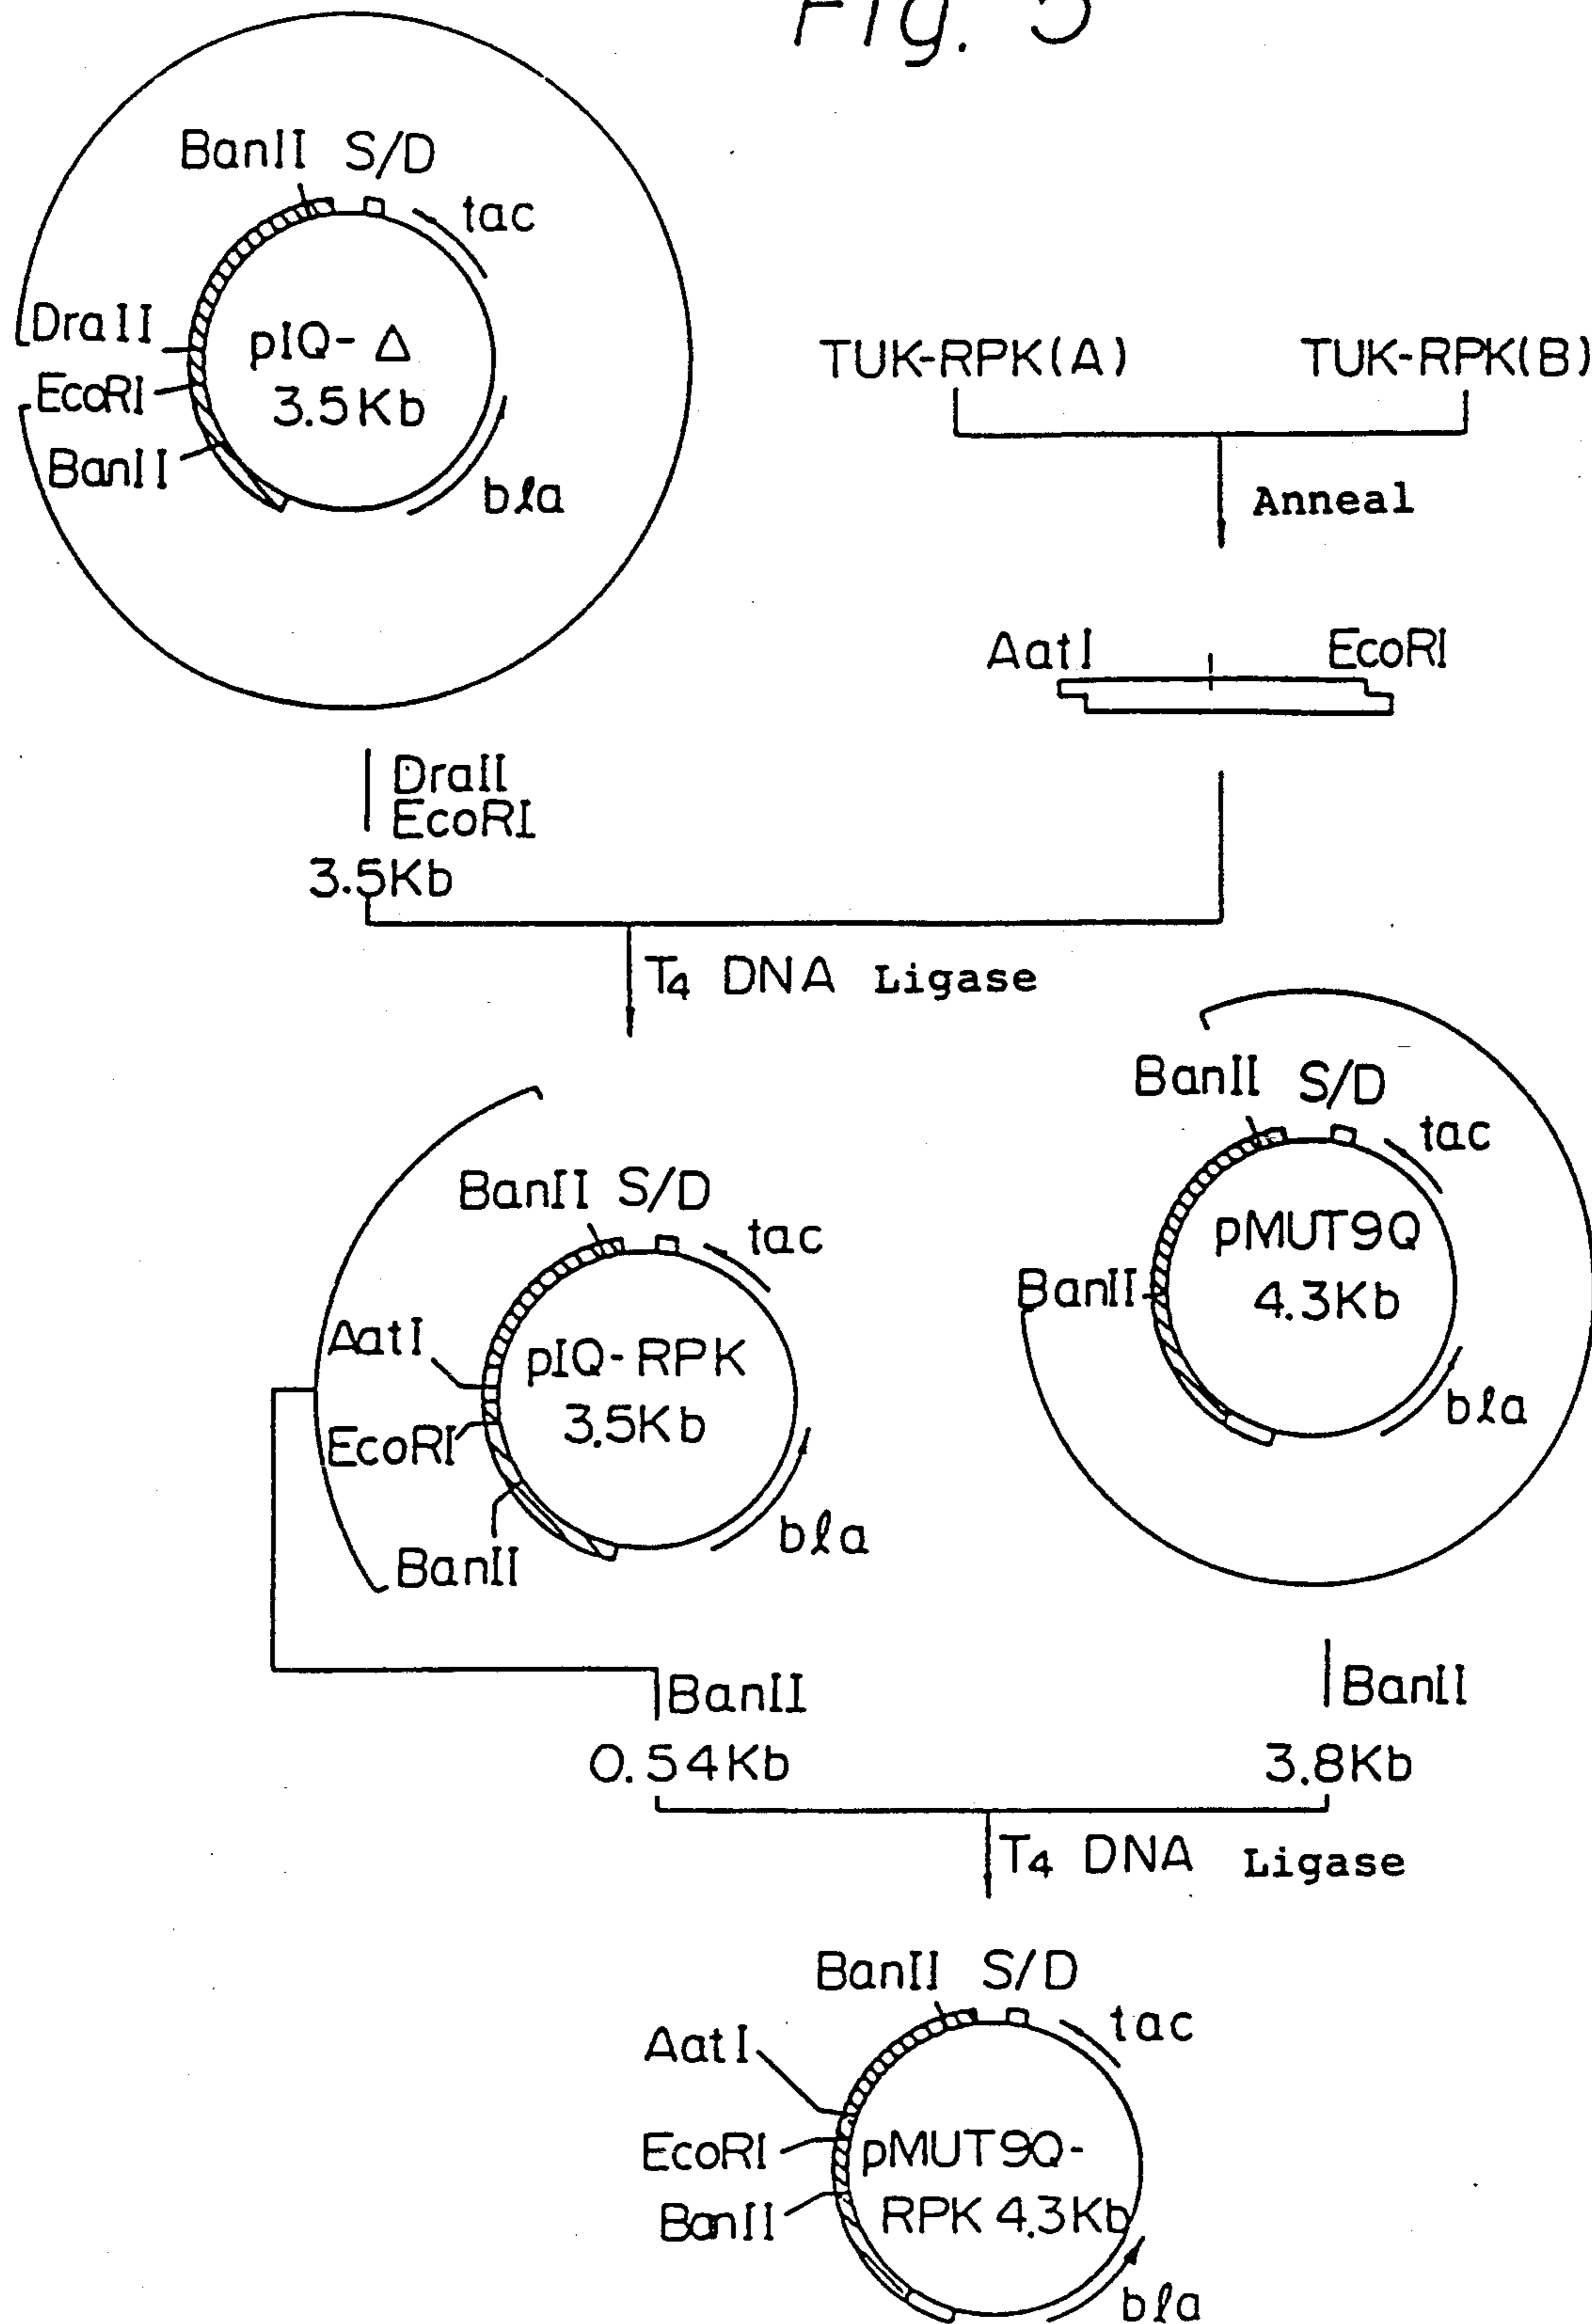 Fig. 5
BanII S/D
tac
DraII
pIQ-Δ
3.5Kb
EcoRI
BanII
bla
TUK-RPK(A)
TUK-RPK(B)
Anneal
AatI
EcoRI
DraII
EcoRI
3.5Kb
T4 DNA Ligase
BanII S/D
tac
AatI
pIQ-RPK
3.5Kb
EcoRI
BanII
bla
BanII S/D
tac
pMUT9Q
4.3Kb
BanII
bla
BanII
0.54Kb
BanII
3.8Kb
T4 DNA Ligase
BanII S/D
tac
AatI
EcoRI
pMUT9Q-
RPK 4.3Kb
BanII
bla